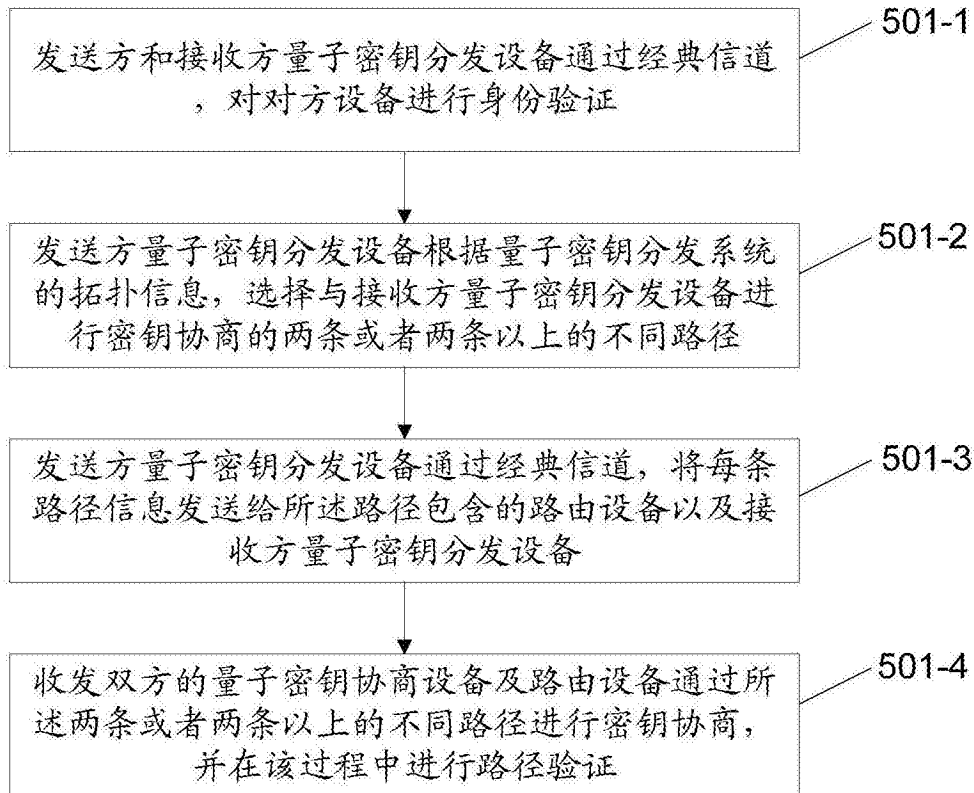 501-1
发送方和接收方量子密钥分发设备通过经典信道
，对对方设备进行身份验证
501-2
发送方量子密钥分发设备根据量子密钥分发系统
的拓扑信息，选择与接收方量子密钥分发设备进
行密钥协商的两条或者两条以上的不同路径
501-3
发送方量子密钥分发设备通过经典信道，将每条
路径信息发送给所述路径包含的路由设备以及接
收方量子密钥分发设备
501-4
收发双方的量子密钥协商设备及路由设备通过所
述两条或者两条以上的不同路径进行密钥协商，
并在该过程中进行路径验证